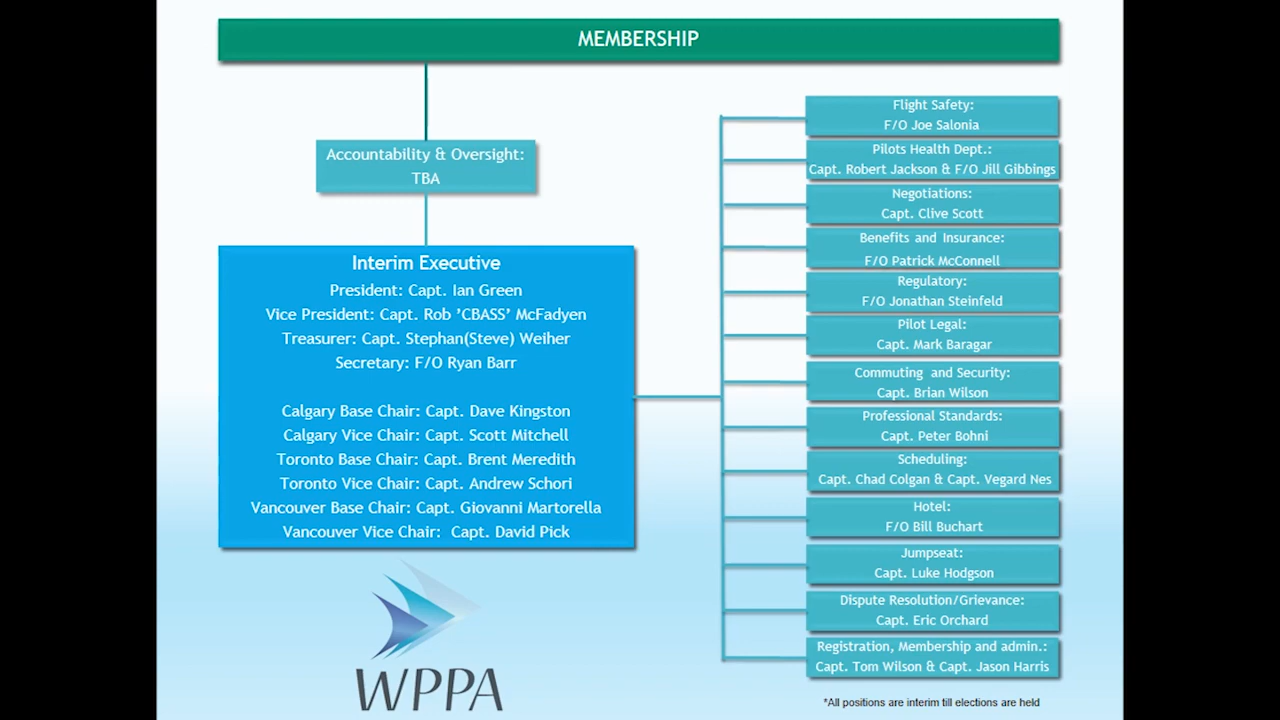 MEMBERSHIP
Accountability & Oversight:
TBA
Interim Executive
President: Capt. Ian Green
Vice President: Capt. Rob ’CBASS’ McFadyen
Treasurer: Capt. Stephan(Steve) Weiher
Secretary: F/O Ryan Barr
Calgary Base Chair: Capt. Dave Kingston
Calgary Vice Chair: Capt. Scott Mitchell
Toronto Base Chair: Capt. Brent Meredith
Toronto Vice Chair: Capt. Andrew Schori
Vancouver Base Chair: Capt. Giovanni Martorella
Vancouver Vice Chair: Capt. David Pick
Flight Safety:
F/O Joe Salonia
Pilots Health Dept.:
Capt. Robert Jackson & F/O Jill Gibbings
Negotiations:
Capt. Clive Scott
Benefits and Insurance:
F/O Patrick McConnell
Regulatory:
F/O Jonathan Steinfeld
Pilot Legal:
Capt. Mark Baragar
Commuting and Security:
Capt. Brian Wilson
Professional Standards:
Capt. Peter Bohni
Scheduling:
Capt. Chad Colgan & Capt. Vegard Nes
Hotel:
F/O Bill Buchart
Jumpseat:
Capt. Luke Hodgson
Dispute Resolution/Grievance:
Capt. Eric Orchard
Registration, Membership and admin.:
Capt. Tom Wilson & Capt. Jason Harris
WPPA
*All positions are interim till elections are held